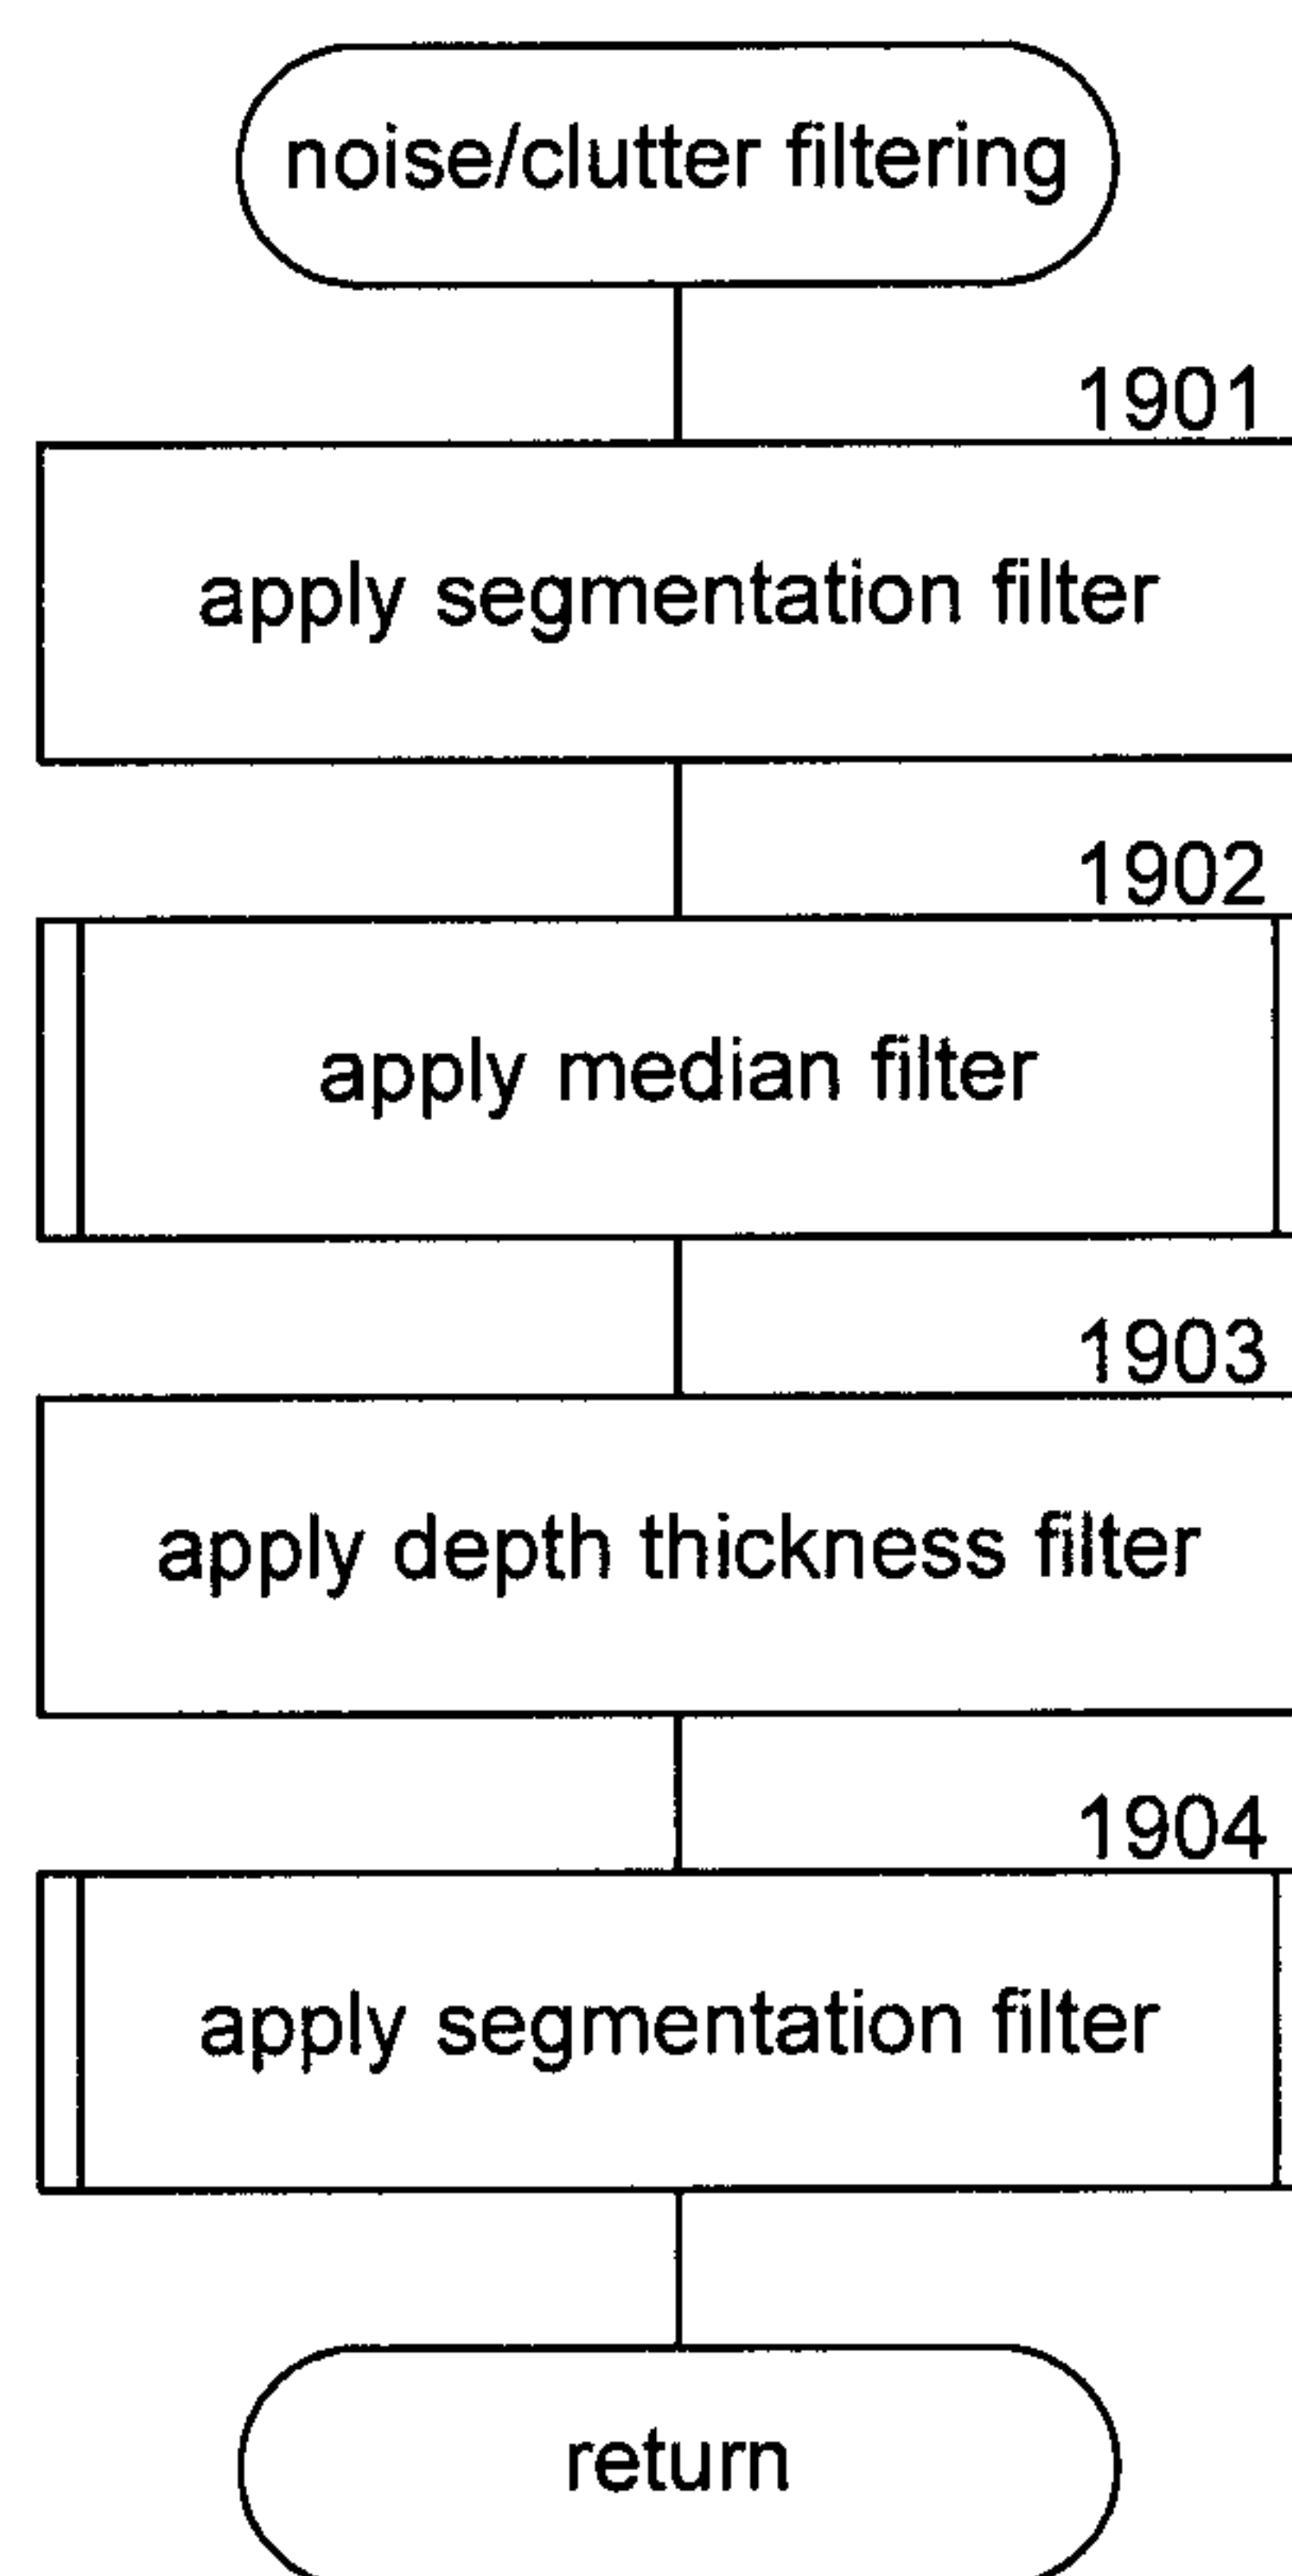 noise/clutter filtering
1901
apply segmentation filter
1902
apply median filter
1903
apply depth thickness filter
1904
apply segmentation filter
return